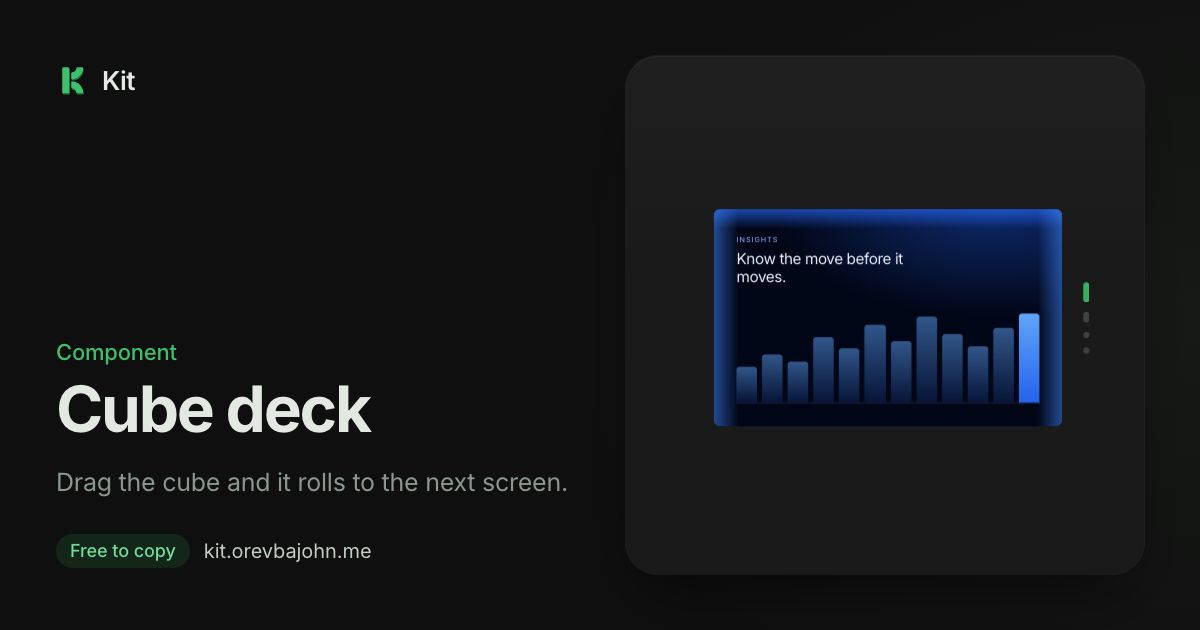 Kit
Component
Cube deck
Drag the cube and it rolls to the next screen.
Free to copy
kit.orevbajohn.me
INSIGHTS
Know the move before it
moves.